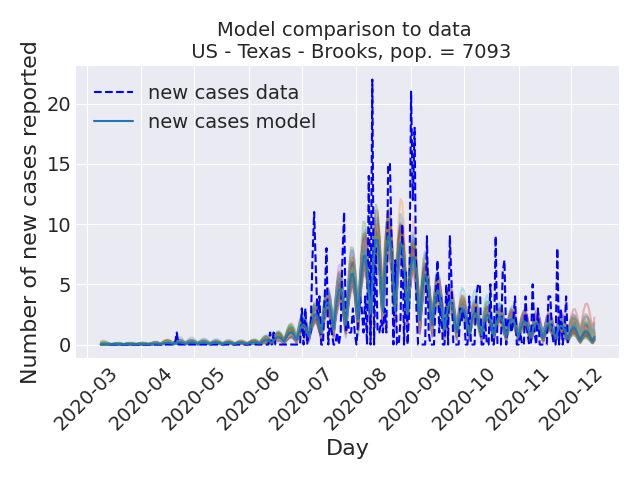 Model comparison to data
US - Texas - Brooks, pop. = 7093
Number of new cases reported
20
15
10
5
0
new cases data
new cases model
2020-03
2020-04
2020-05
2020-06
2020-07
2020-08
2020-09
2020-10
2020-11
2020-12
Day